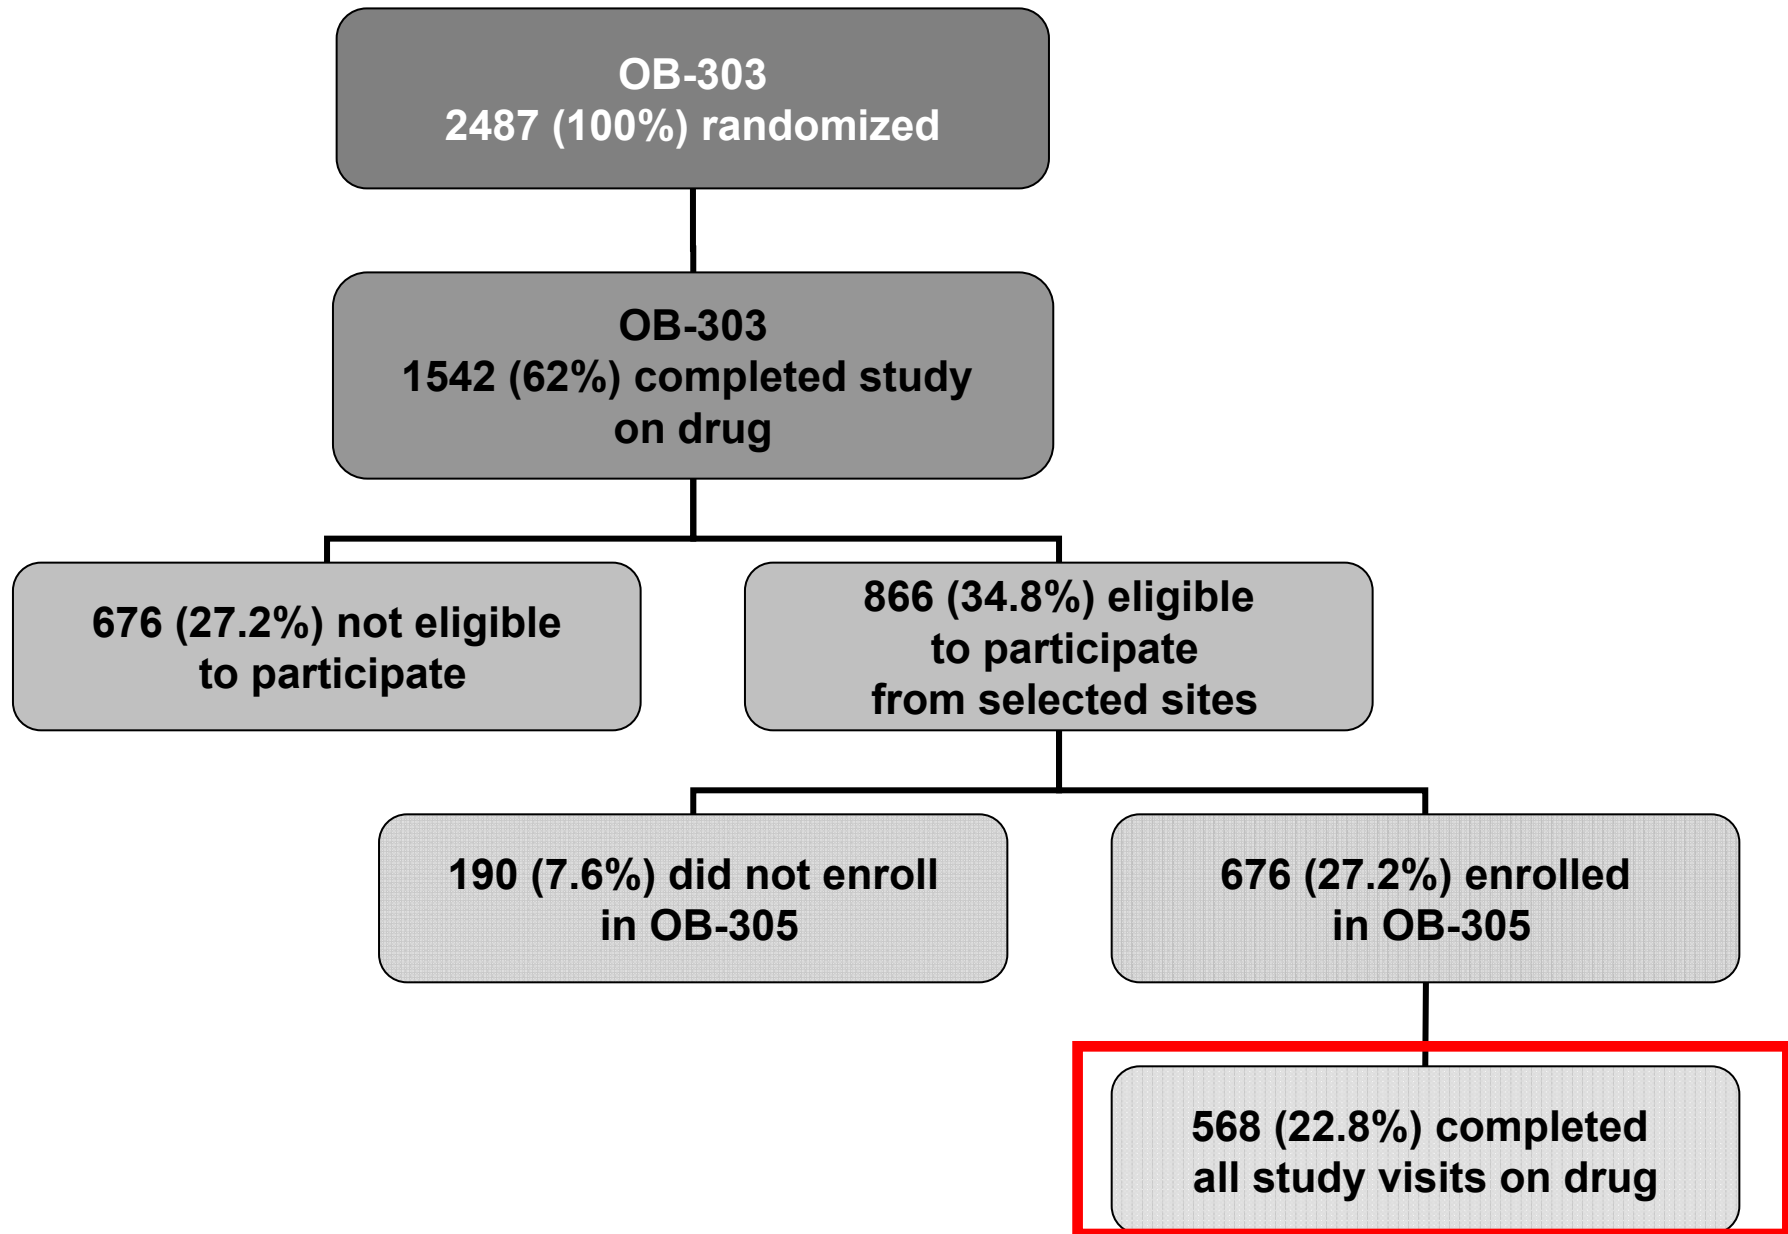 OB-303
2487 (100%) randomized
OB-303
1542 (62%) completed study
on drug
676 (27.2%) not eligible
to participate
866 (34.8%) eligible
to participate
from selected sites
190 (7.6%) did not enroll
in OB-305
676 (27.2%) enrolled
in OB-305
568 (22.8%) completed
all study visits on drug